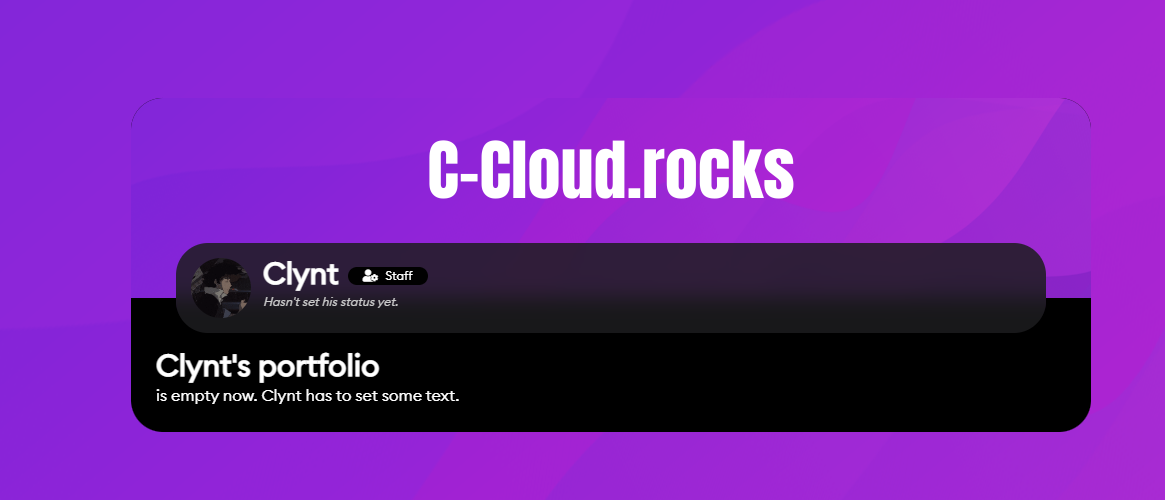 C-Cloud.rocks
Clynt Staff
Hasn't set his status yet.
Clynt's portfolio
is empty now. Clynt has to set some text.